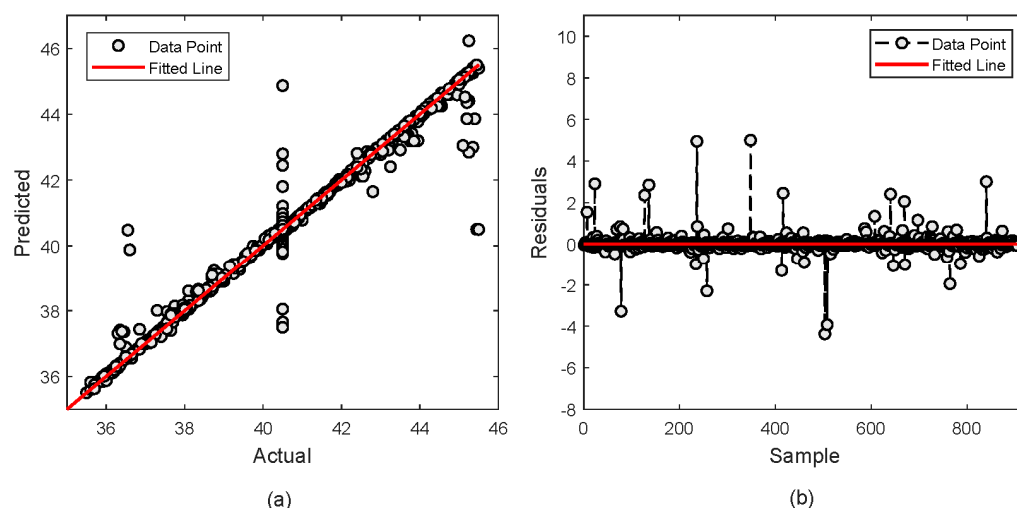 46
44
42
40
38
36
Predicted
Data Point
Fitted Line
36
38
40
42
44
46
Actual
(a)
10
8
6
4
2
0
-2
-4
-6
-8
Residuals
Data Point
Fitted Line
0
200
400
600
800
Sample
(b)